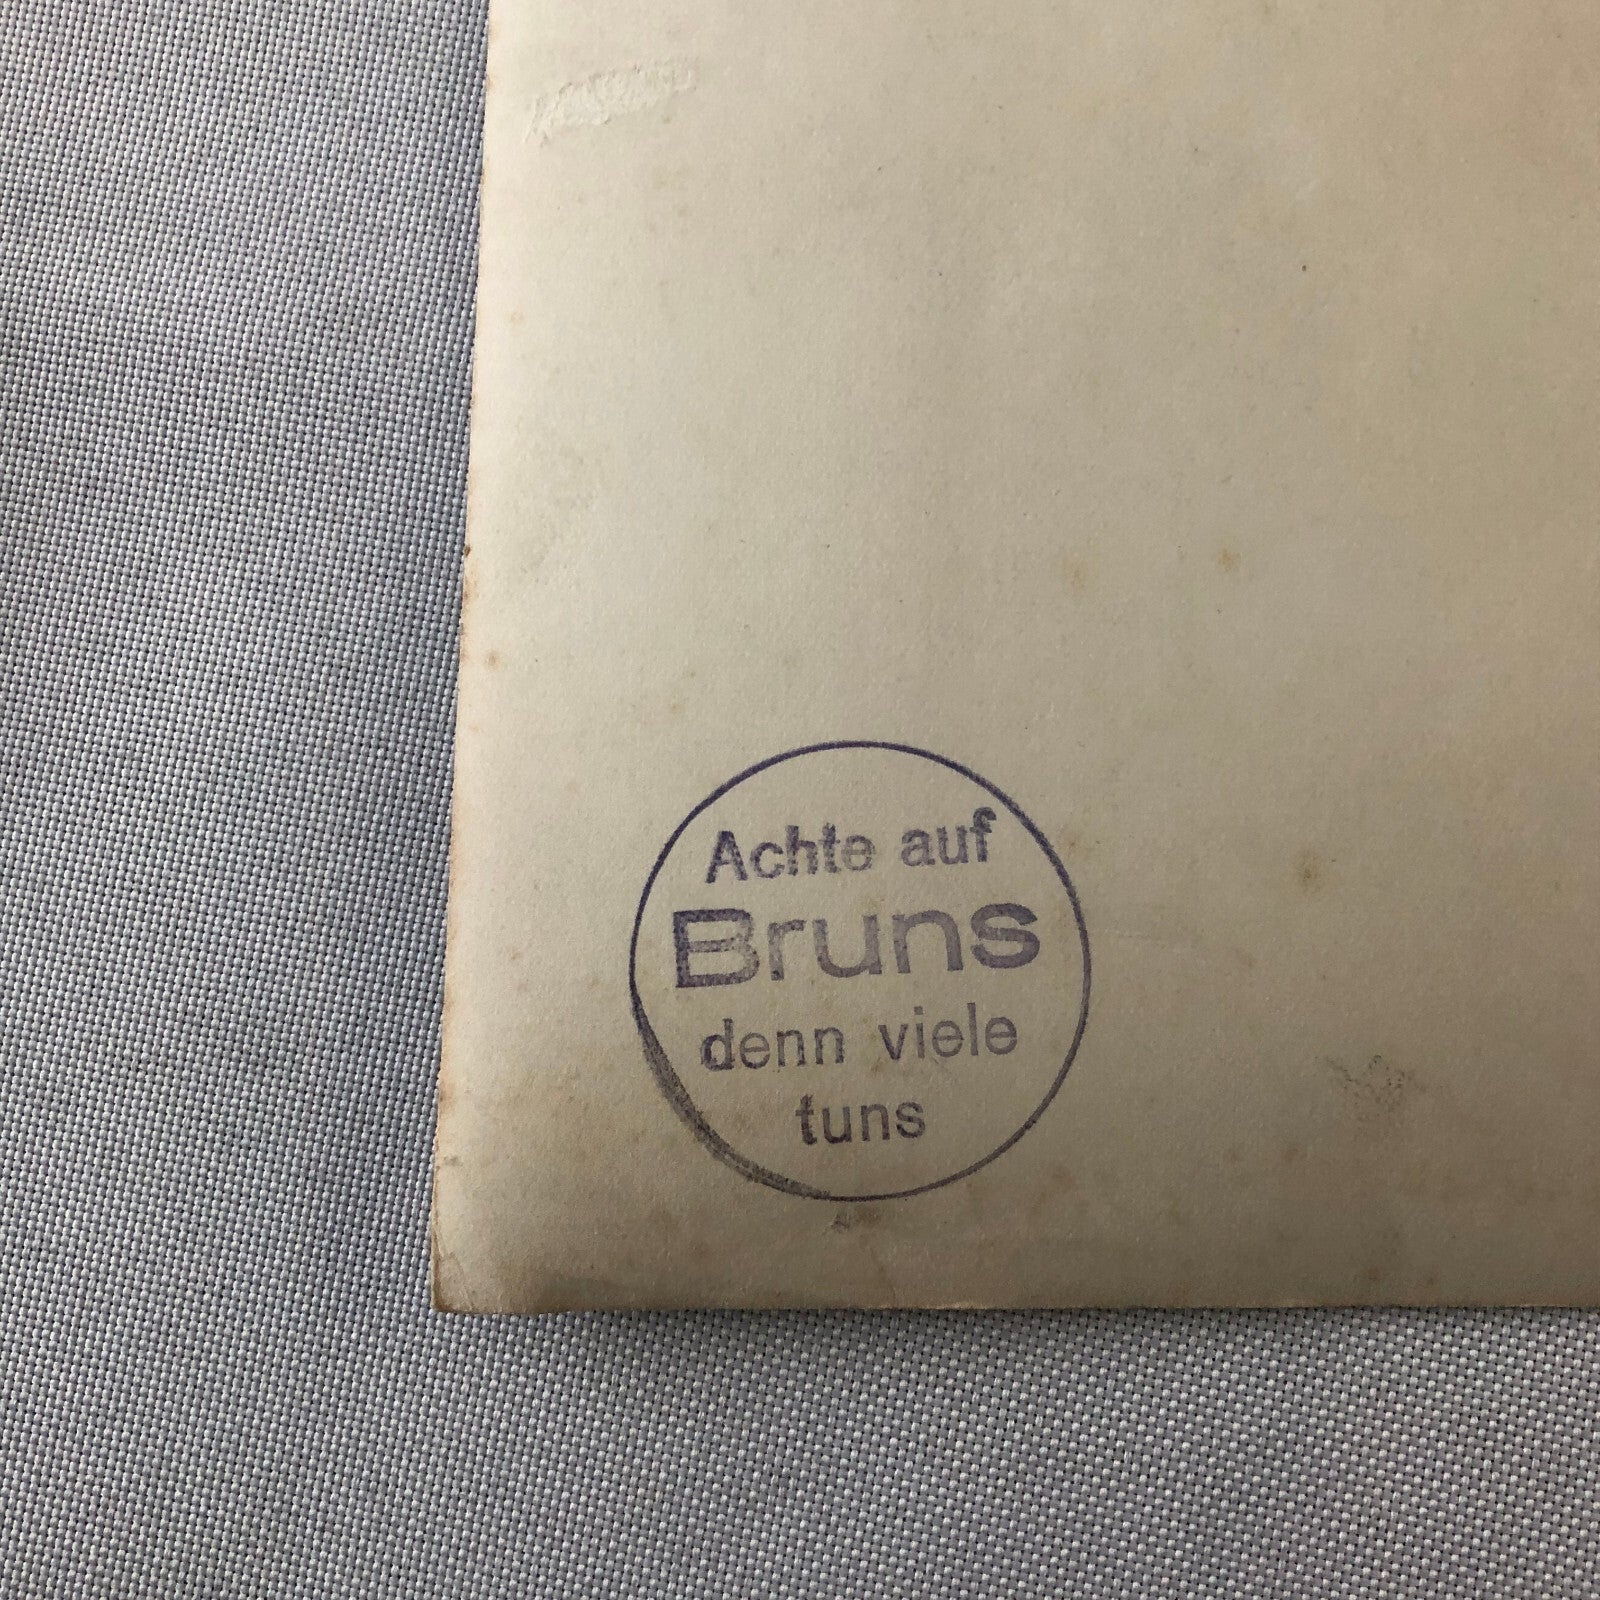 Achte auf
Bruns
denn viele
tuns